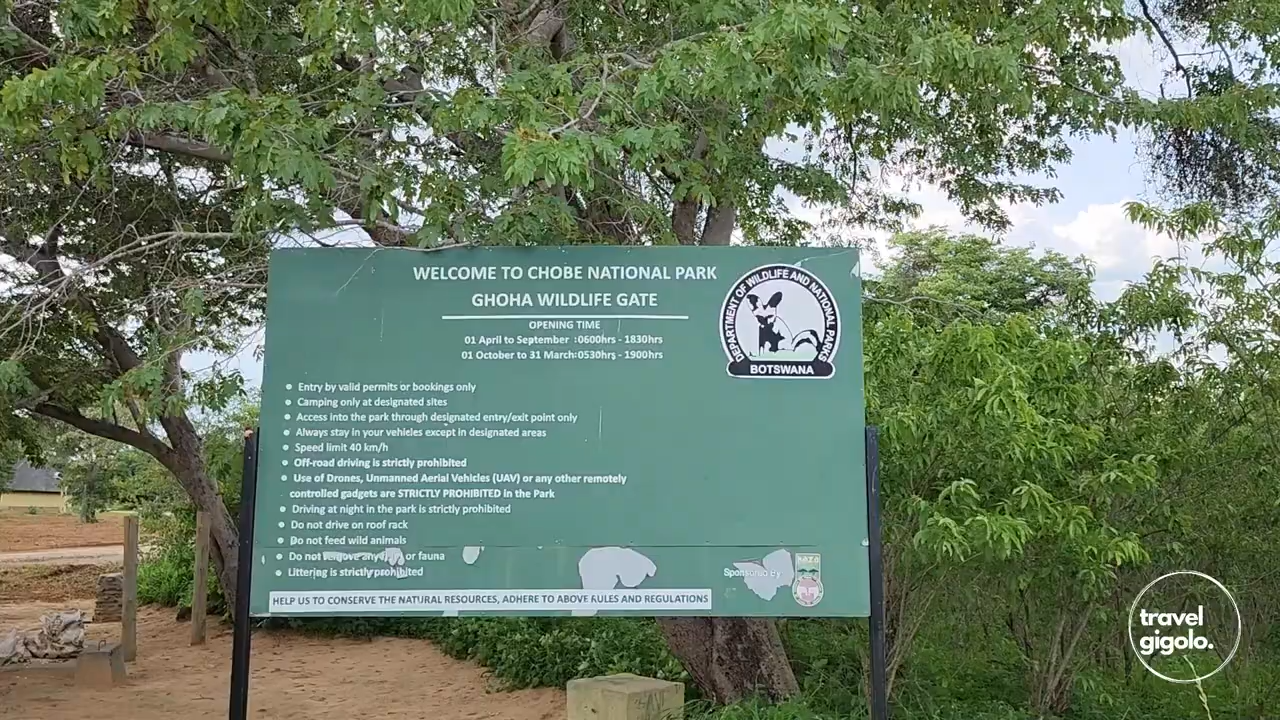 WELCOME TO CHOBE NATIONAL PARK
GHOHA WILDLIFE GATE
OPENING TIME
01 April to September :0600hrs - 1830hrs
01 October to 31 March:0530hrs - 1900hrs
DEPARTMENT OF WILDLIFE AND NATIONAL PARKS
BOTSWANA
Entry by valid permits or bookings only
Camping only at designated sites
Access into the park through designated entry/exit point only
Always stay in your vehicles except in designated areas
Speed limit 40 km/h
Off-road driving is strictly prohibited
Use of Drones, Unmanned Aerial Vehicles (UAV) or any other remotely
controlled gadgets are STRICTLY PROHIBITED in the Park
Driving at night in the park is strictly prohibited
Do not drive on roof rack
Do not feed wild animals
Do not remove any or fauna
Littering is strictly prohibited
Sponsored By
HELP US TO CONSERVE THE NATURAL RESOURCES, ADHERE TO ABOVE RULES AND REGULATIONS
travel
gigolo.